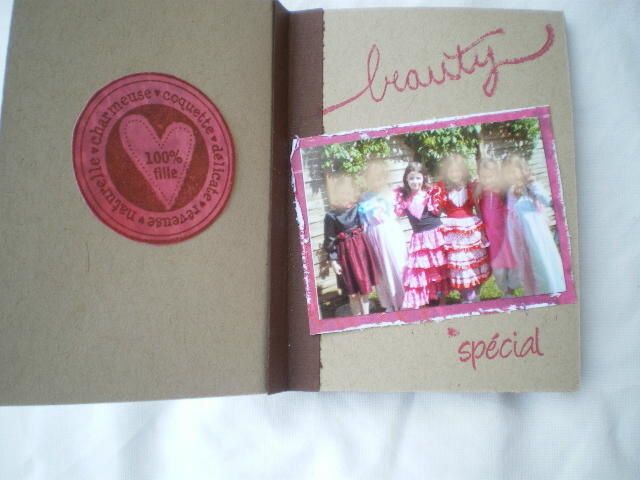 naturelle ♥ charmeuse ♥ coquette ♥ délicate ♥ rêveuse ♥
100%
fille
beauty
spécial